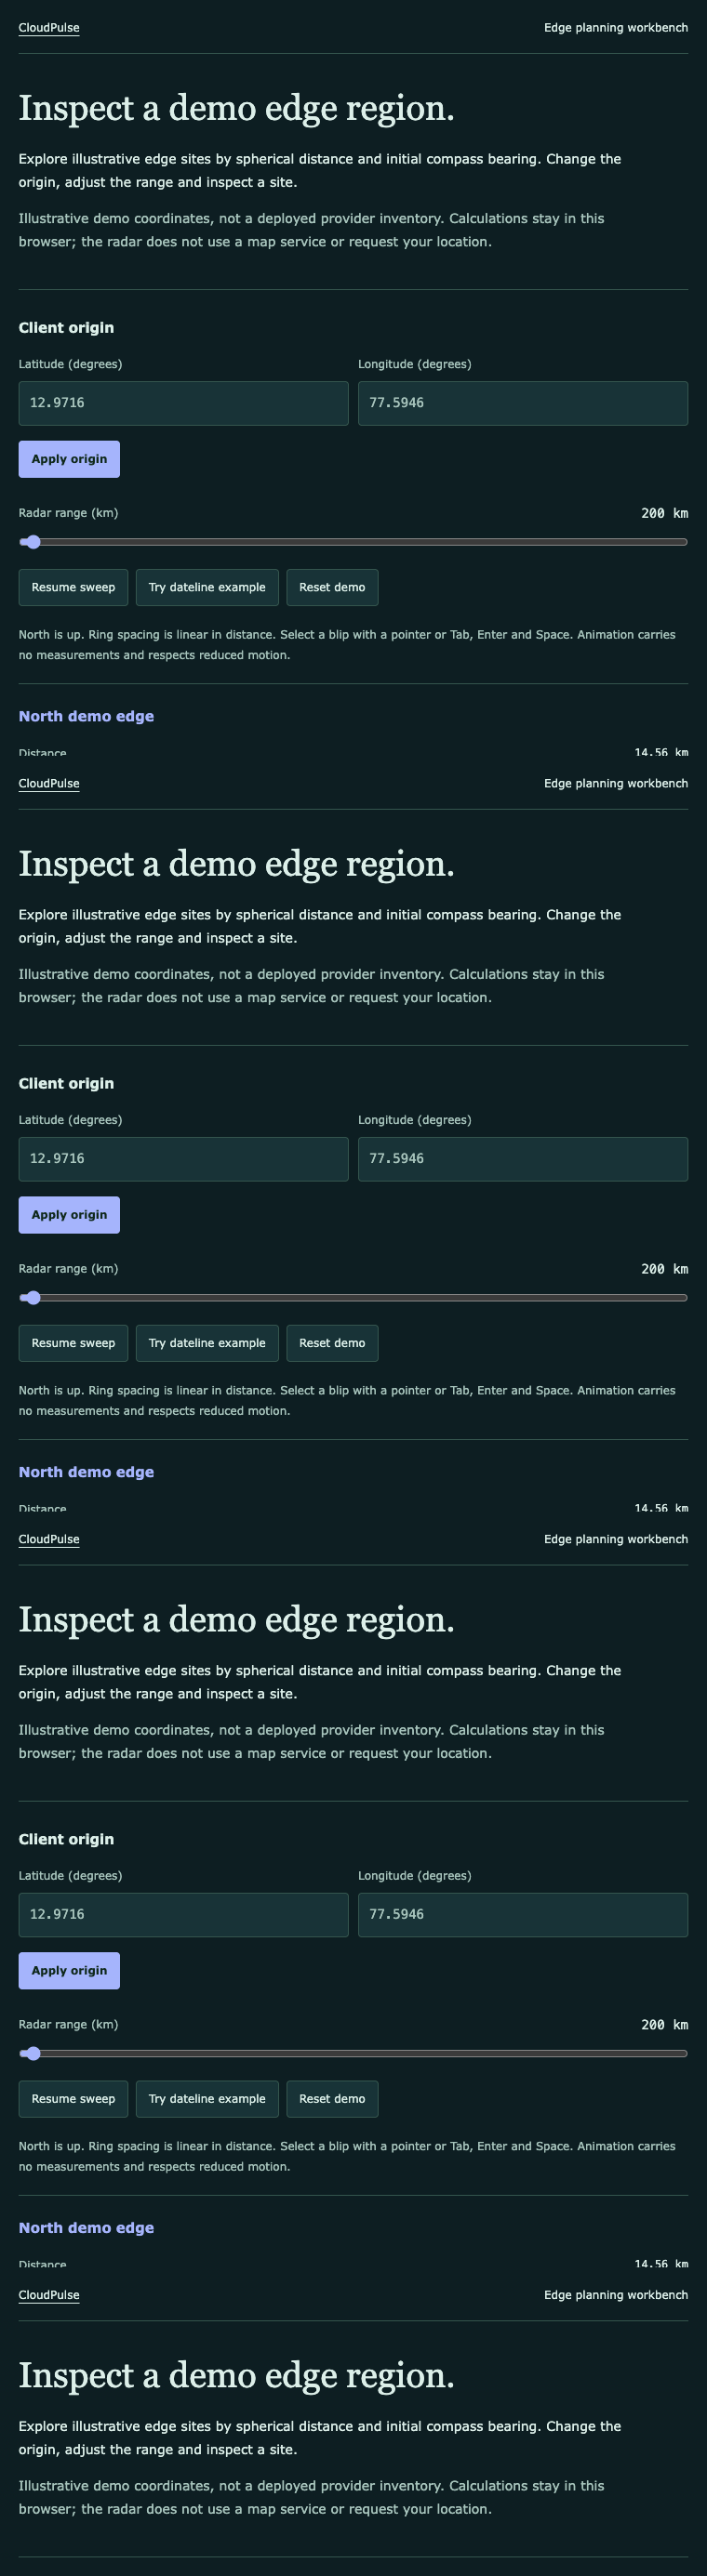 CloudPulse
Edge planning workbench
Inspect a demo edge region.
Explore illustrative edge sites by spherical distance and initial compass bearing. Change the
origin, adjust the range and inspect a site.
Illustrative demo coordinates, not a deployed provider inventory. Calculations stay in this
browser; the radar does not use a map service or request your location.
Client origin
Latitude (degrees)
Longitude (degrees)
12.9716
77.5946
Apply origin
Radar range (km)
200 km
Resume sweep
Try dateline example
Reset demo
North is up. Ring spacing is linear in distance. Select a blip with a pointer or Tab, Enter and Space. Animation carries
no measurements and respects reduced motion.
North demo edge
Distance
14.56 km
CloudPulse
Edge planning workbench
Inspect a demo edge region.
Explore illustrative edge sites by spherical distance and initial compass bearing. Change the
origin, adjust the range and inspect a site.
Illustrative demo coordinates, not a deployed provider inventory. Calculations stay in this
browser; the radar does not use a map service or request your location.
Client origin
Latitude (degrees)
Longitude (degrees)
12.9716
77.5946
Apply origin
Radar range (km)
200 km
Resume sweep
Try dateline example
Reset demo
North is up. Ring spacing is linear in distance. Select a blip with a pointer or Tab, Enter and Space. Animation carries
no measurements and respects reduced motion.
North demo edge
Distance
14.56 km
CloudPulse
Edge planning workbench
Inspect a demo edge region.
Explore illustrative edge sites by spherical distance and initial compass bearing. Change the
origin, adjust the range and inspect a site.
Illustrative demo coordinates, not a deployed provider inventory. Calculations stay in this
browser; the radar does not use a map service or request your location.
Client origin
Latitude (degrees)
Longitude (degrees)
12.9716
77.5946
Apply origin
Radar range (km)
200 km
Resume sweep
Try dateline example
Reset demo
North is up. Ring spacing is linear in distance. Select a blip with a pointer or Tab, Enter and Space. Animation carries
no measurements and respects reduced motion.
North demo edge
Distance
14.56 km
CloudPulse
Edge planning workbench
Inspect a demo edge region.
Explore illustrative edge sites by spherical distance and initial compass bearing. Change the
origin, adjust the range and inspect a site.
Illustrative demo coordinates, not a deployed provider inventory. Calculations stay in this
browser; the radar does not use a map service or request your location.